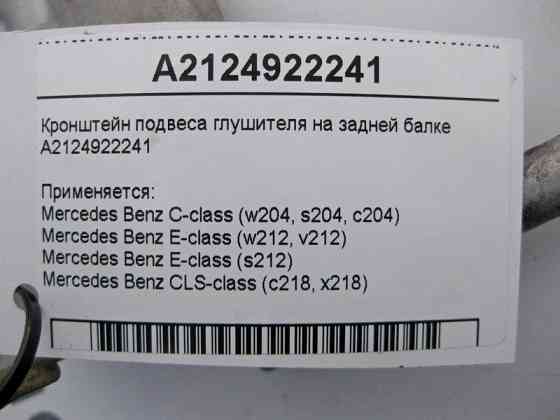 A2124922241
Кронштейн подвеса глушителя на задней балке
A2124922241
Применяется:
Mercedes Benz C-class (w204, s204, c204)
Mercedes Benz E-class (w212, v212)
Mercedes Benz E-class (s212)
Mercedes Benz CLS-class (c218, x218)